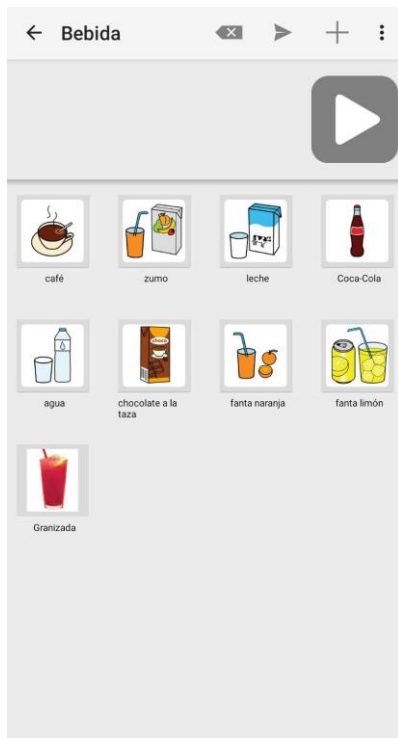 Bebida
café
zumo
leche
Coca-Cola
agua
chocolate a la
taza
fanta naranja
fanta limón
Granizada